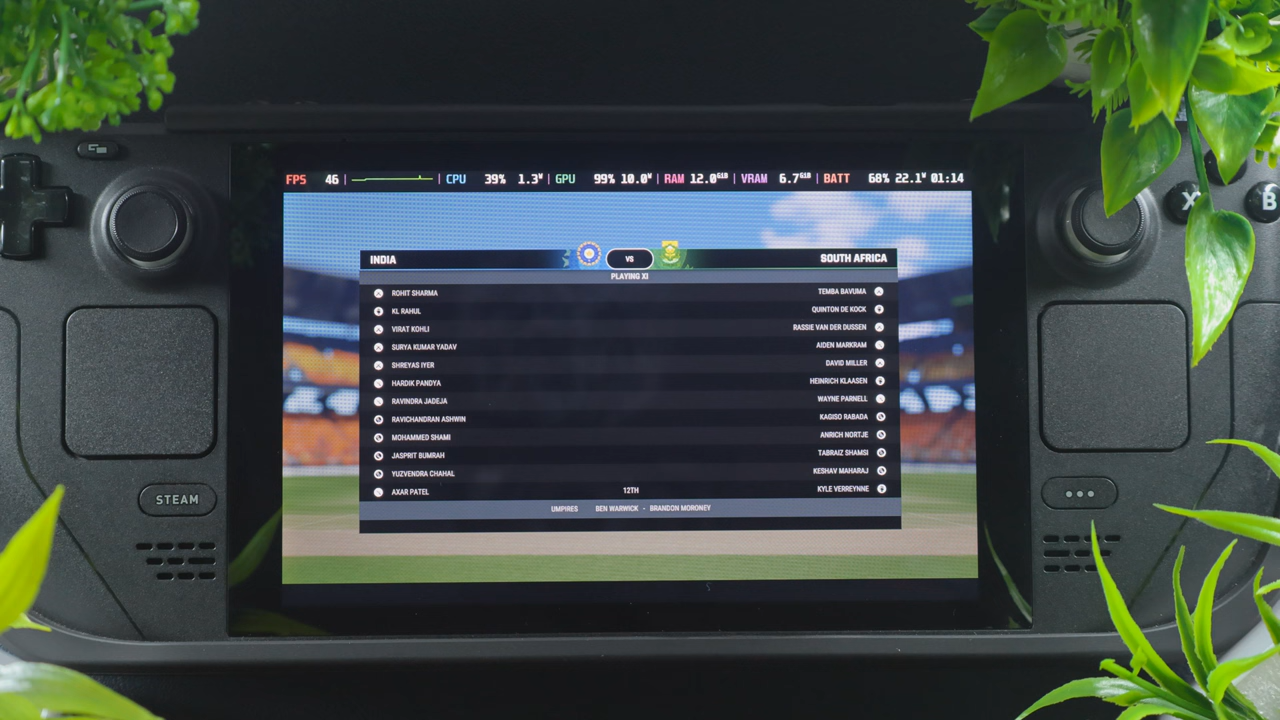 FPS 46 | CPU 39% 1.3W | GPU 99% 10.0W | RAM 12.0GiB | VRAM 6.7GiB | BATT 68% 22.1W 01:14
X
B
INDIA VS SOUTH AFRICA
PLAYING XI
ROHIT SHARMA TEMBA BAVUMA
KL RAHUL QUINTON DE KOCK
VIRAT KOHLI RASSIE VAN DER DUSSEN
SURYA KUMAR YADAV AIDEN MARKRAM
SHREYAS IYER DAVID MILLER
HARDIK PANDYA HEINRICH KLAASEN
RAVINDRA JADEJA WAYNE PARNELL
RAVICHANDRAN ASHWIN KAGISO RABADA
MOHAMMED SHAMI ANRICH NORTJE
JASPRIT BUMRAH TABRAIZ SHAMSI
YUZVENDRA CHAHAL KESHAV MAHARAJ
AXAR PATEL 12TH KYLE VERREYNNE
UMPIRES BEN WARWICK - BRANDON MORONEY
STEAM